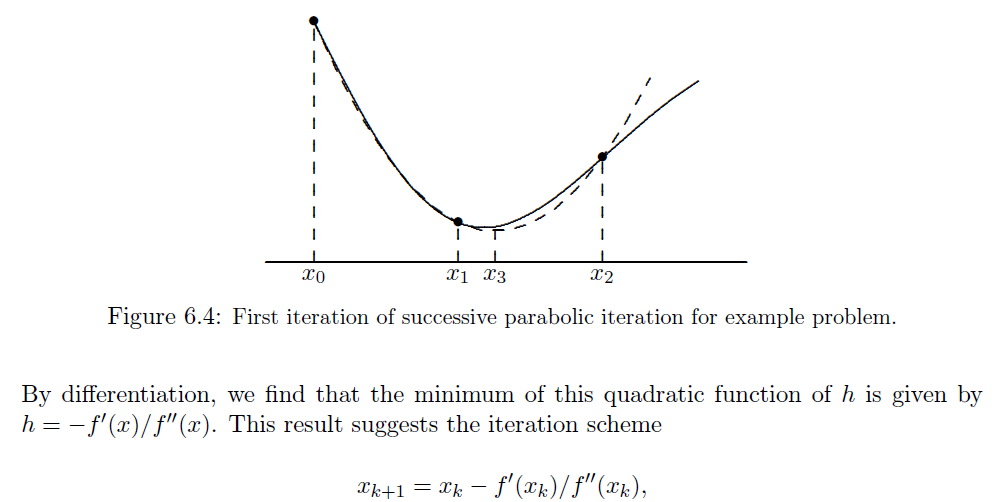 x₀ x₁ x₃ x₂
Figure 6.4: First iteration of successive parabolic iteration for example problem.
By differentiation, we find that the minimum of this quadratic function of h is given by
h = −f′(x)/f″(x). This result suggests the iteration scheme
xₖ₊₁ = xₖ − f′(xₖ)/f″(xₖ),